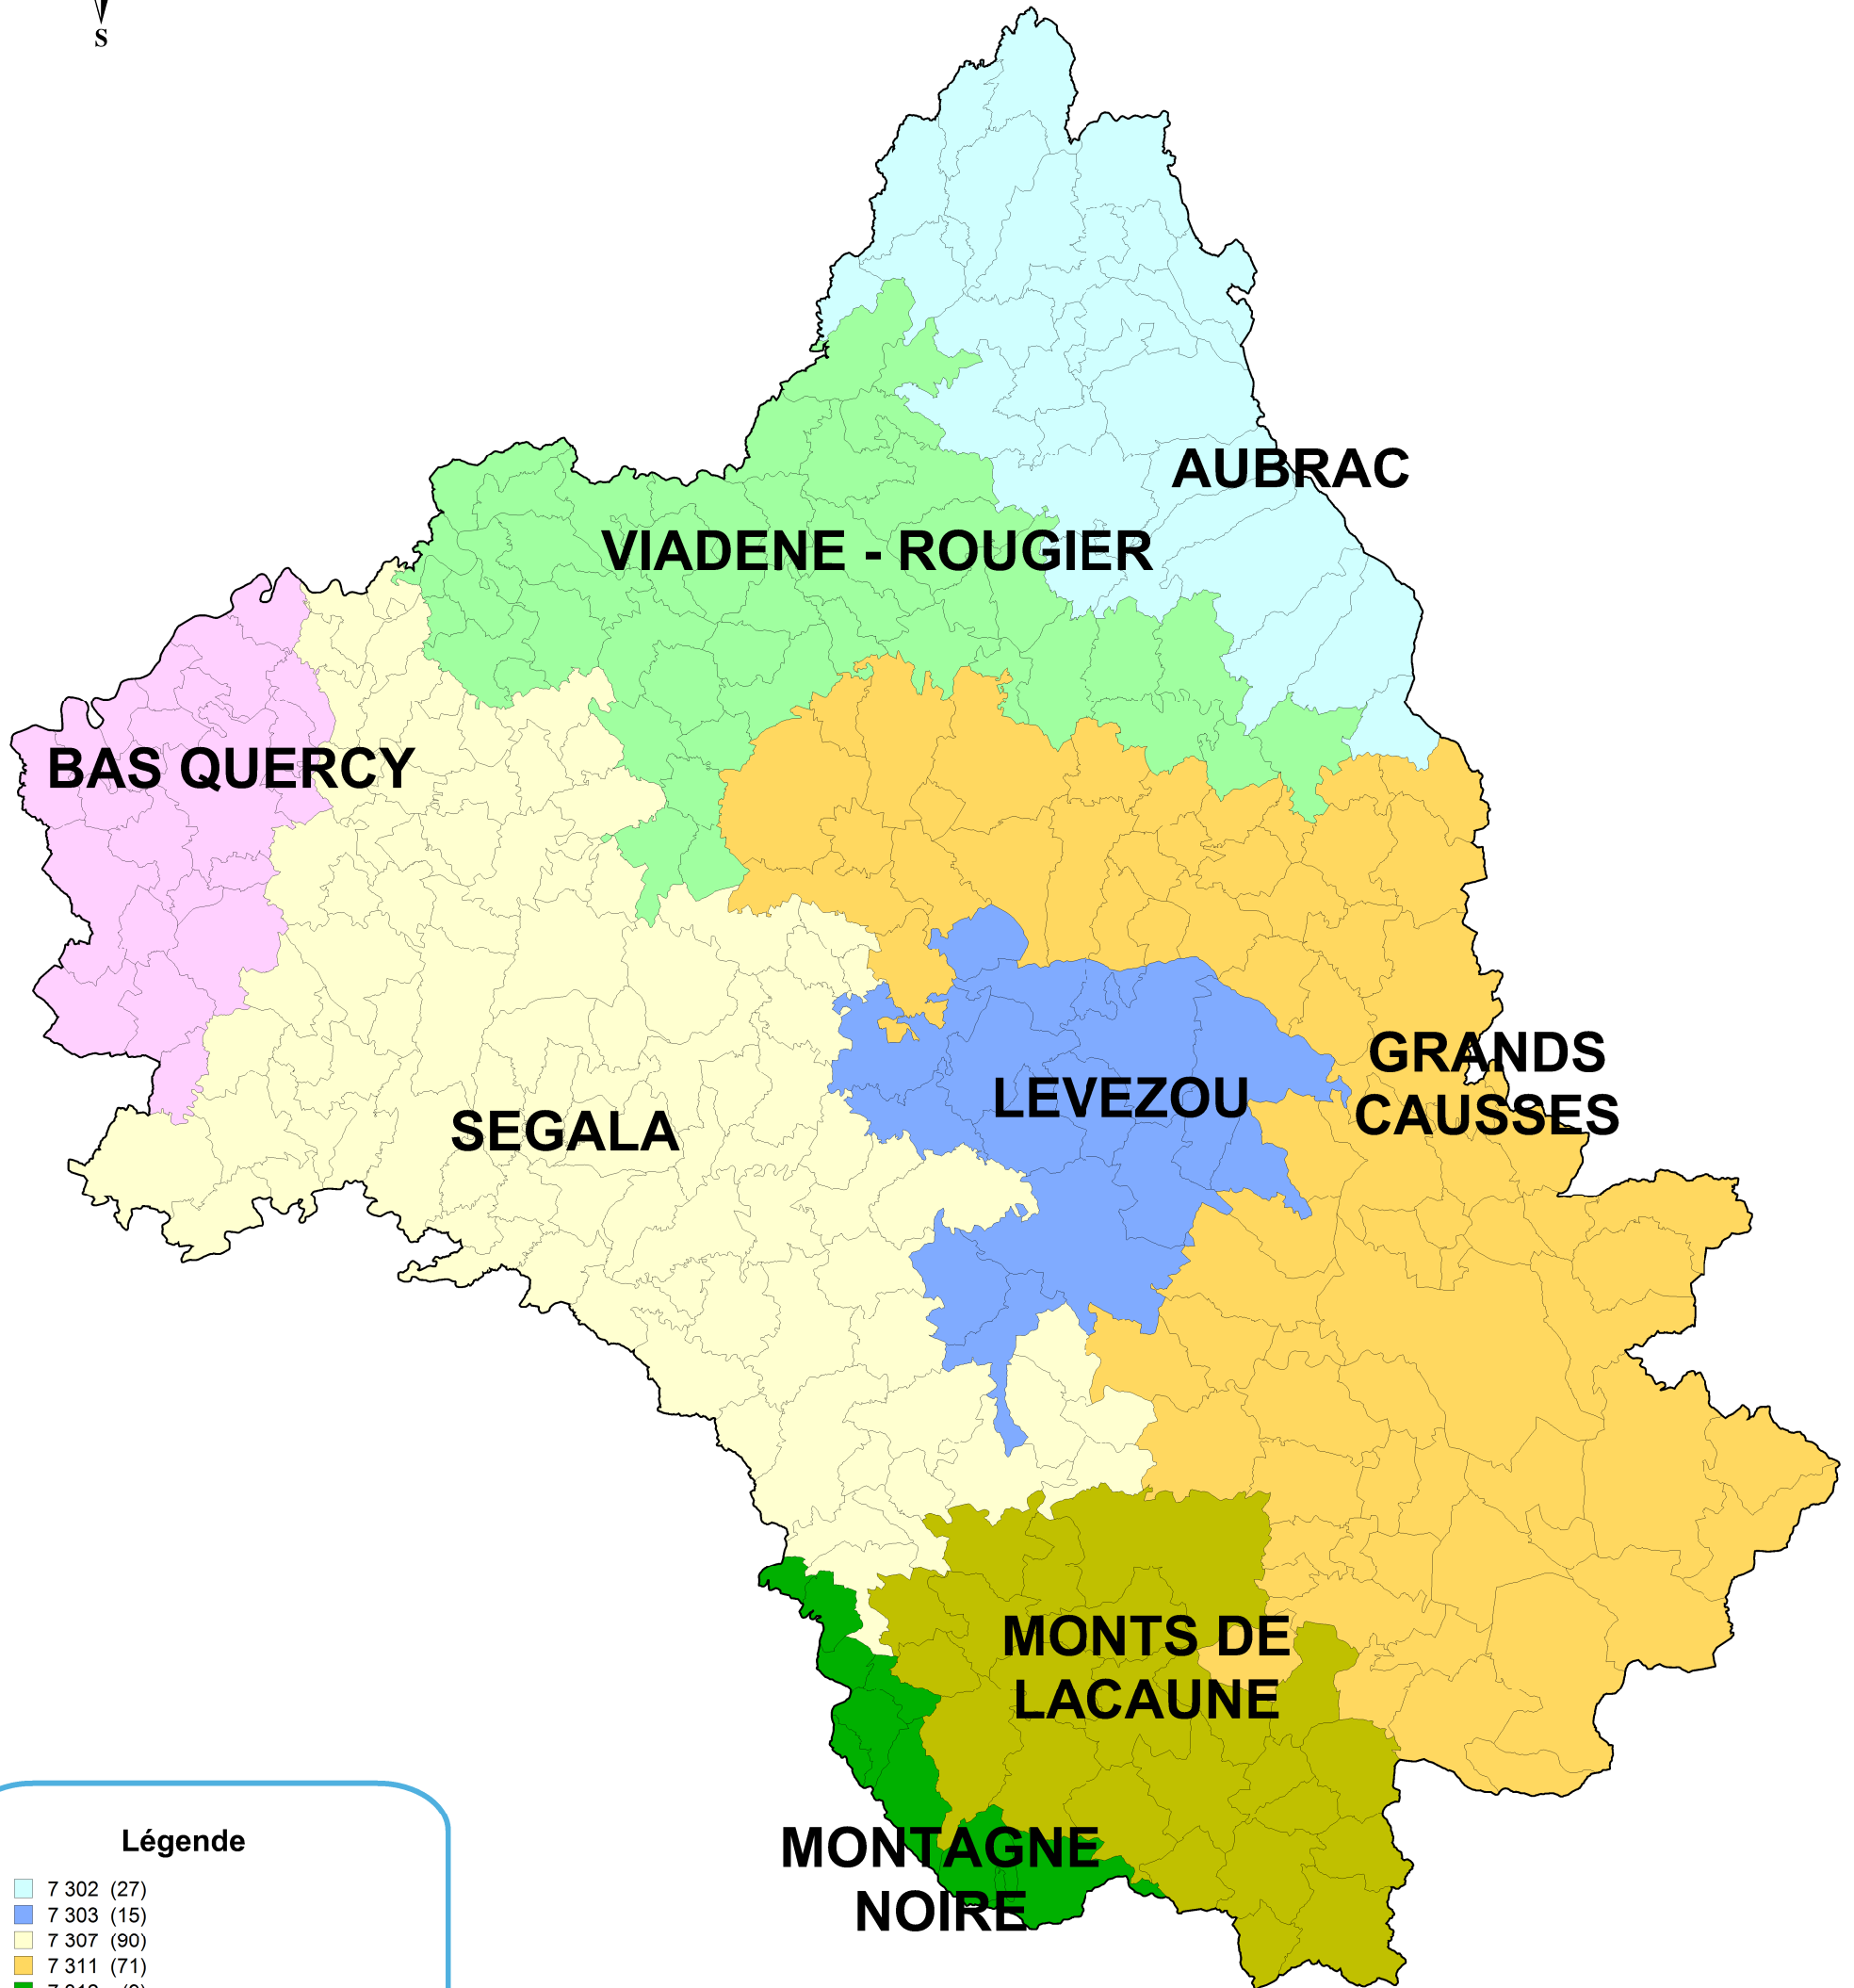 S
AUBRAC
VIADENE - ROUGIER
BAS QUERCY
GRANDS
CAUSSES
LEVEZOU
SEGALA
MONTS DE
LACAUNE
MONTAGNE
NOIRE
Légende
7 302 (27)
7 303 (15)
7 307 (90)
7 311 (71)